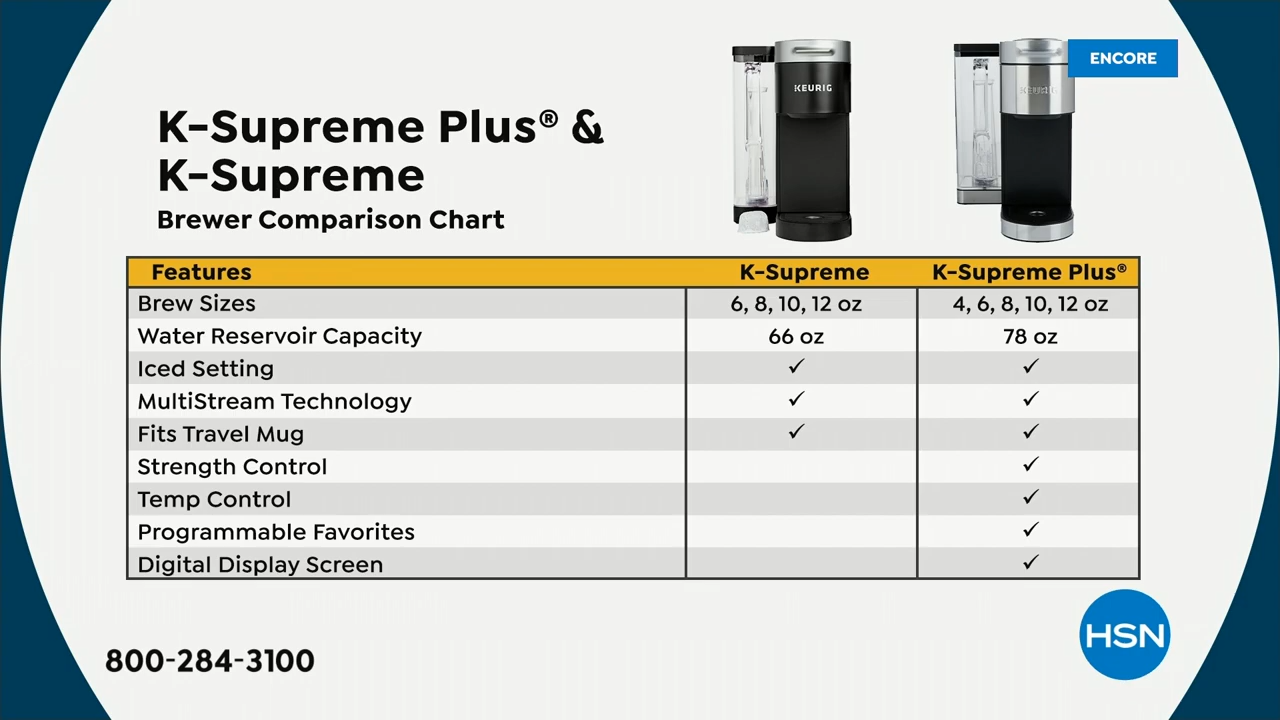 ENCORE
KEURIG
KEURIG
K-Supreme Plus® &
K-Supreme
Brewer Comparison Chart
Features K-Supreme K-Supreme Plus®
Brew Sizes 6, 8, 10, 12 oz 4, 6, 8, 10, 12 oz
Water Reservoir Capacity 66 oz 78 oz
Iced Setting ✓ ✓
MultiStream Technology ✓ ✓
Fits Travel Mug ✓ ✓
Strength Control ✓
Temp Control ✓
Programmable Favorites ✓
Digital Display Screen ✓
800-284-3100
HSN